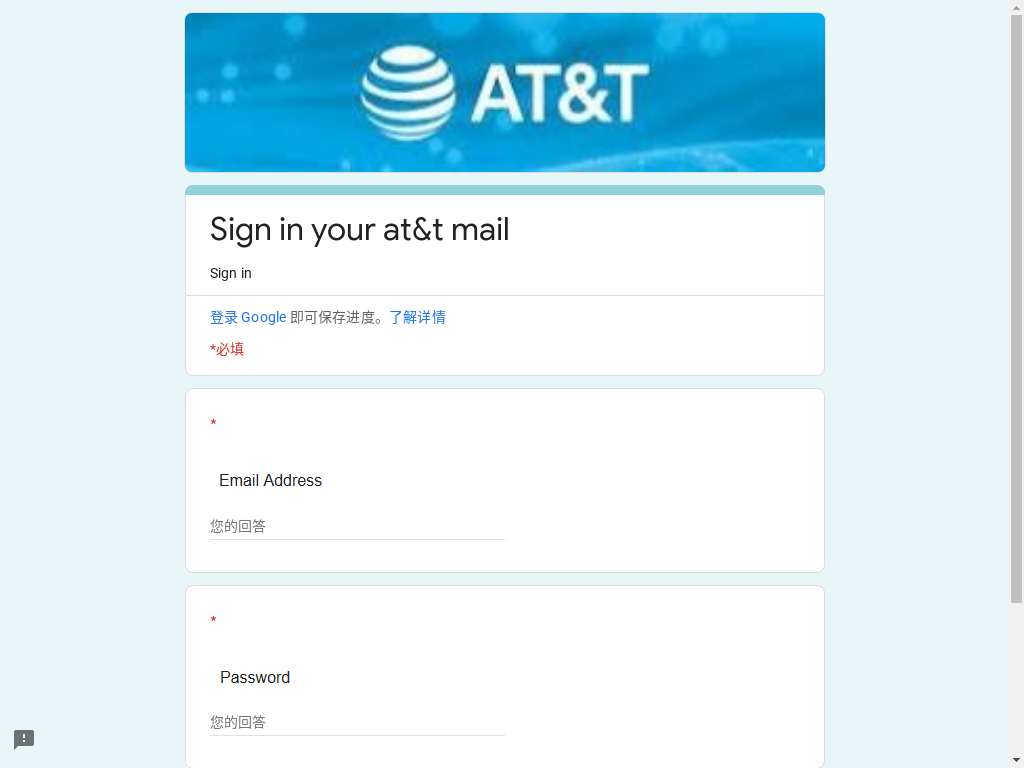 AT&T
Sign in your at&t mail
Sign in
登录 Google 即可保存进度。了解详情
*必填
*
Email Address
您的回答
*
Password
您的回答